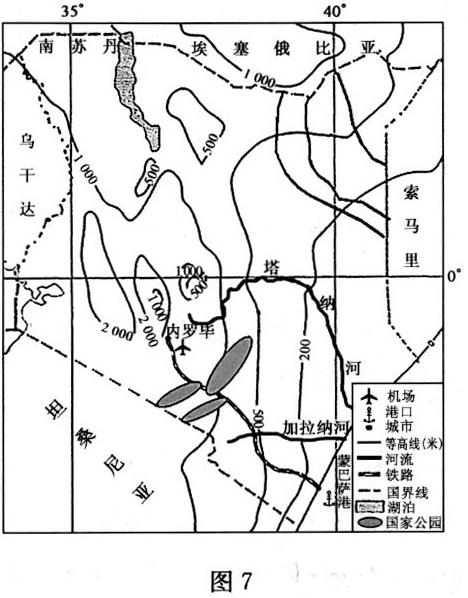 35° 40°
南苏丹 埃塞俄比亚
1 000
500
乌干达
1 000
500
索马里
1000
500
塔纳河
0°
1000
2 000
2 000
内罗毕
200
坦桑尼亚
500
加拉纳河
蒙巴萨港
机场
港口
城市
等高线(米)
河流
铁路
国界线
湖泊
国家公园
图7